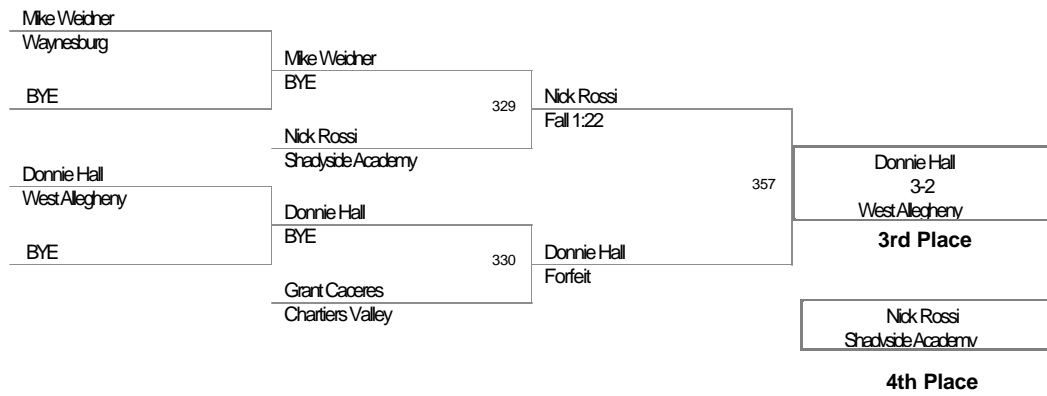 Mike Weidner
Waynesburg
BYE
Mike Weidner
BYE
329
Nick Rossi
Shadyside Academy
Nick Rossi
Fall 1:22
Donnie Hall
West Allegheny
BYE
Donnie Hall
BYE
330
Grant Caceres
Chartiers Valley
Donnie Hall
Forfeit
357
Donnie Hall
3-2
West Allegheny
3rd Place
Nick Rossi
Shadyside Academy
4th Place